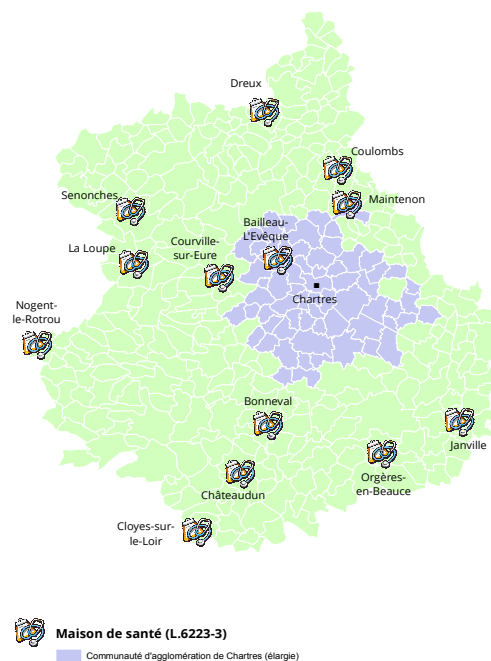 Dreux
Coulombs
Senonches
Maintenon
Bailleau-
L'Evèque
Courville-
sur-Eure
La Loupe
Chartres
Nogent-
le-Rotrou
Bonneval
Janville
Orgères-
en-Beauce
Châteaudun
Cloyes-sur-
le-Loir
Maison de santé (L.6223-3)
Communauté d'agglomération de Chartres (élargie)